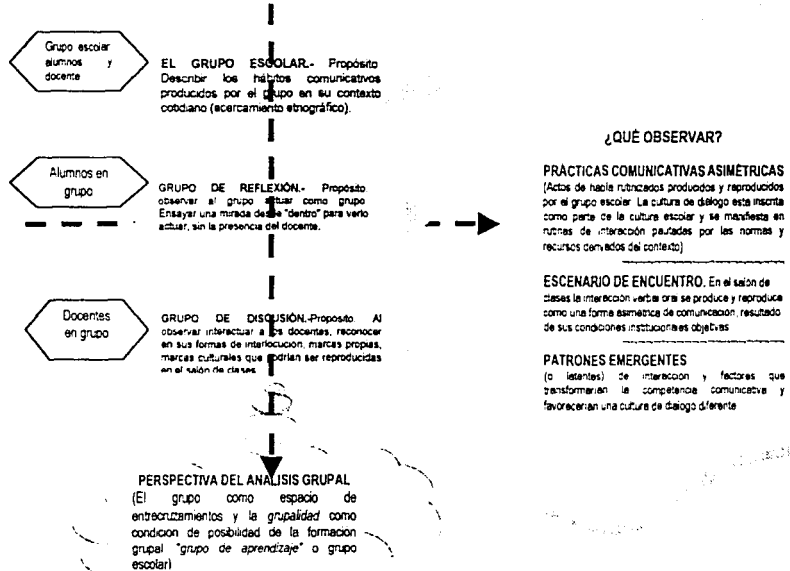 Grupo escolar
alumnos y
docente
EL GRUPO ESCOLAR.- Propósito
Describir los hábitos comunicativos
producidos por el grupo en su contexto
cotidiano (acercamiento etnográfico).
Alumnos en
grupo
GRUPO DE REFLEXIÓN.- Propósito.
observar al grupo actuar como grupo
Ensayar una mirada desde "dentro" para verlo
actuar, sin la presencia del docente.
Docentes
en grupo
GRUPO DE DISCUSIÓN.-Propósito. Al
observar interactuar a los docentes, reconocer
en sus formas de interlocución, marcas propias,
marcas culturales que podrían ser reproducidas
en el salón de clases
PERSPECTIVA DEL ANALISIS GRUPAL
(El grupo como espacio de
entrecruzamientos y la grupalidad como
condicion de posibilidad de la formacion
grupal "grupo de aprendizaje" o grupo
escolar)
¿QUÉ OBSERVAR?
PRÁCTICAS COMUNICATIVAS ASIMÉTRICAS
(Actos de habla rutinizados producidos y reproducidos
por el grupo escolar. La cultura de diálogo esta inscrita
como parte de la cultura escolar y se manifiesta en
rutinas de interacción pautadas por las normas y
recursos derivados del contexto)
ESCENARIO DE ENCUENTRO. En el salón de
clases la interacción verbal oral se produce y reproduce
como una forma asimétrica de comunicación, resultado
de sus condiciones institucionales objetivas
PATRONES EMERGENTES
(o latentes) de interaccion y factores que
transformarian la competencia comunicativa y
favorecerian una cultura de dialogo diferente